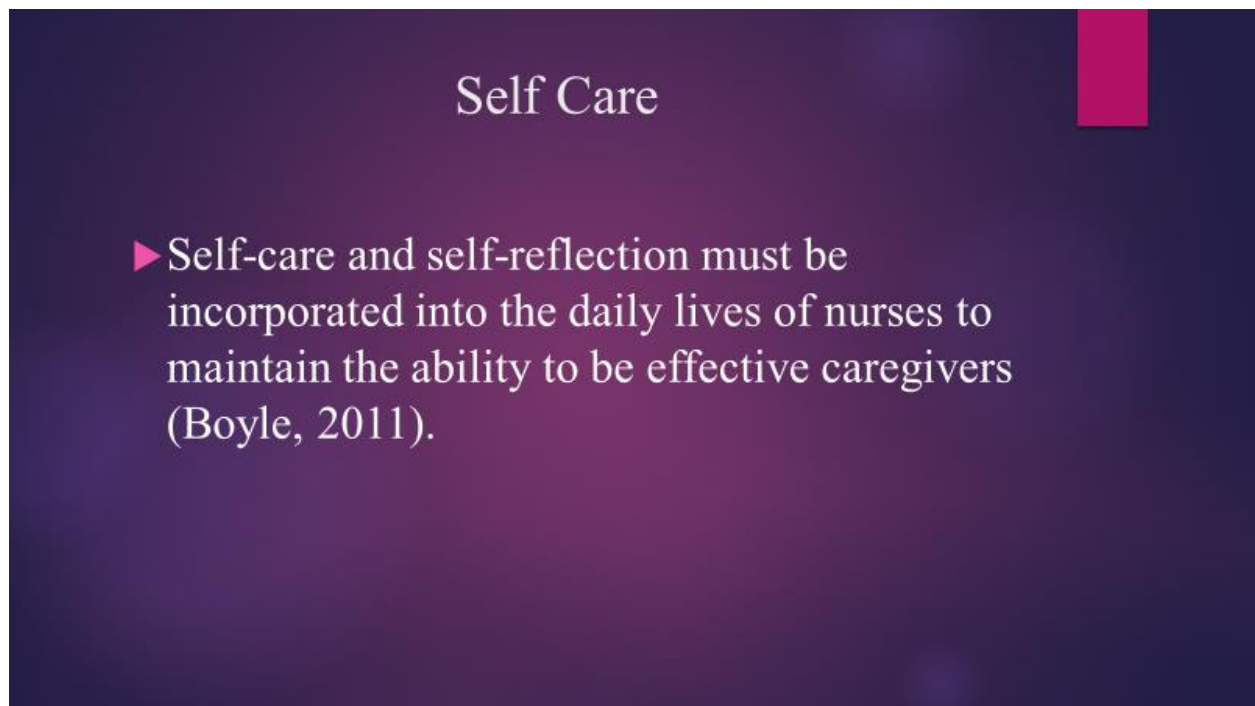 Self Care
Self-care and self-reflection must be
incorporated into the daily lives of nurses to
maintain the ability to be effective caregivers
(Boyle, 2011).